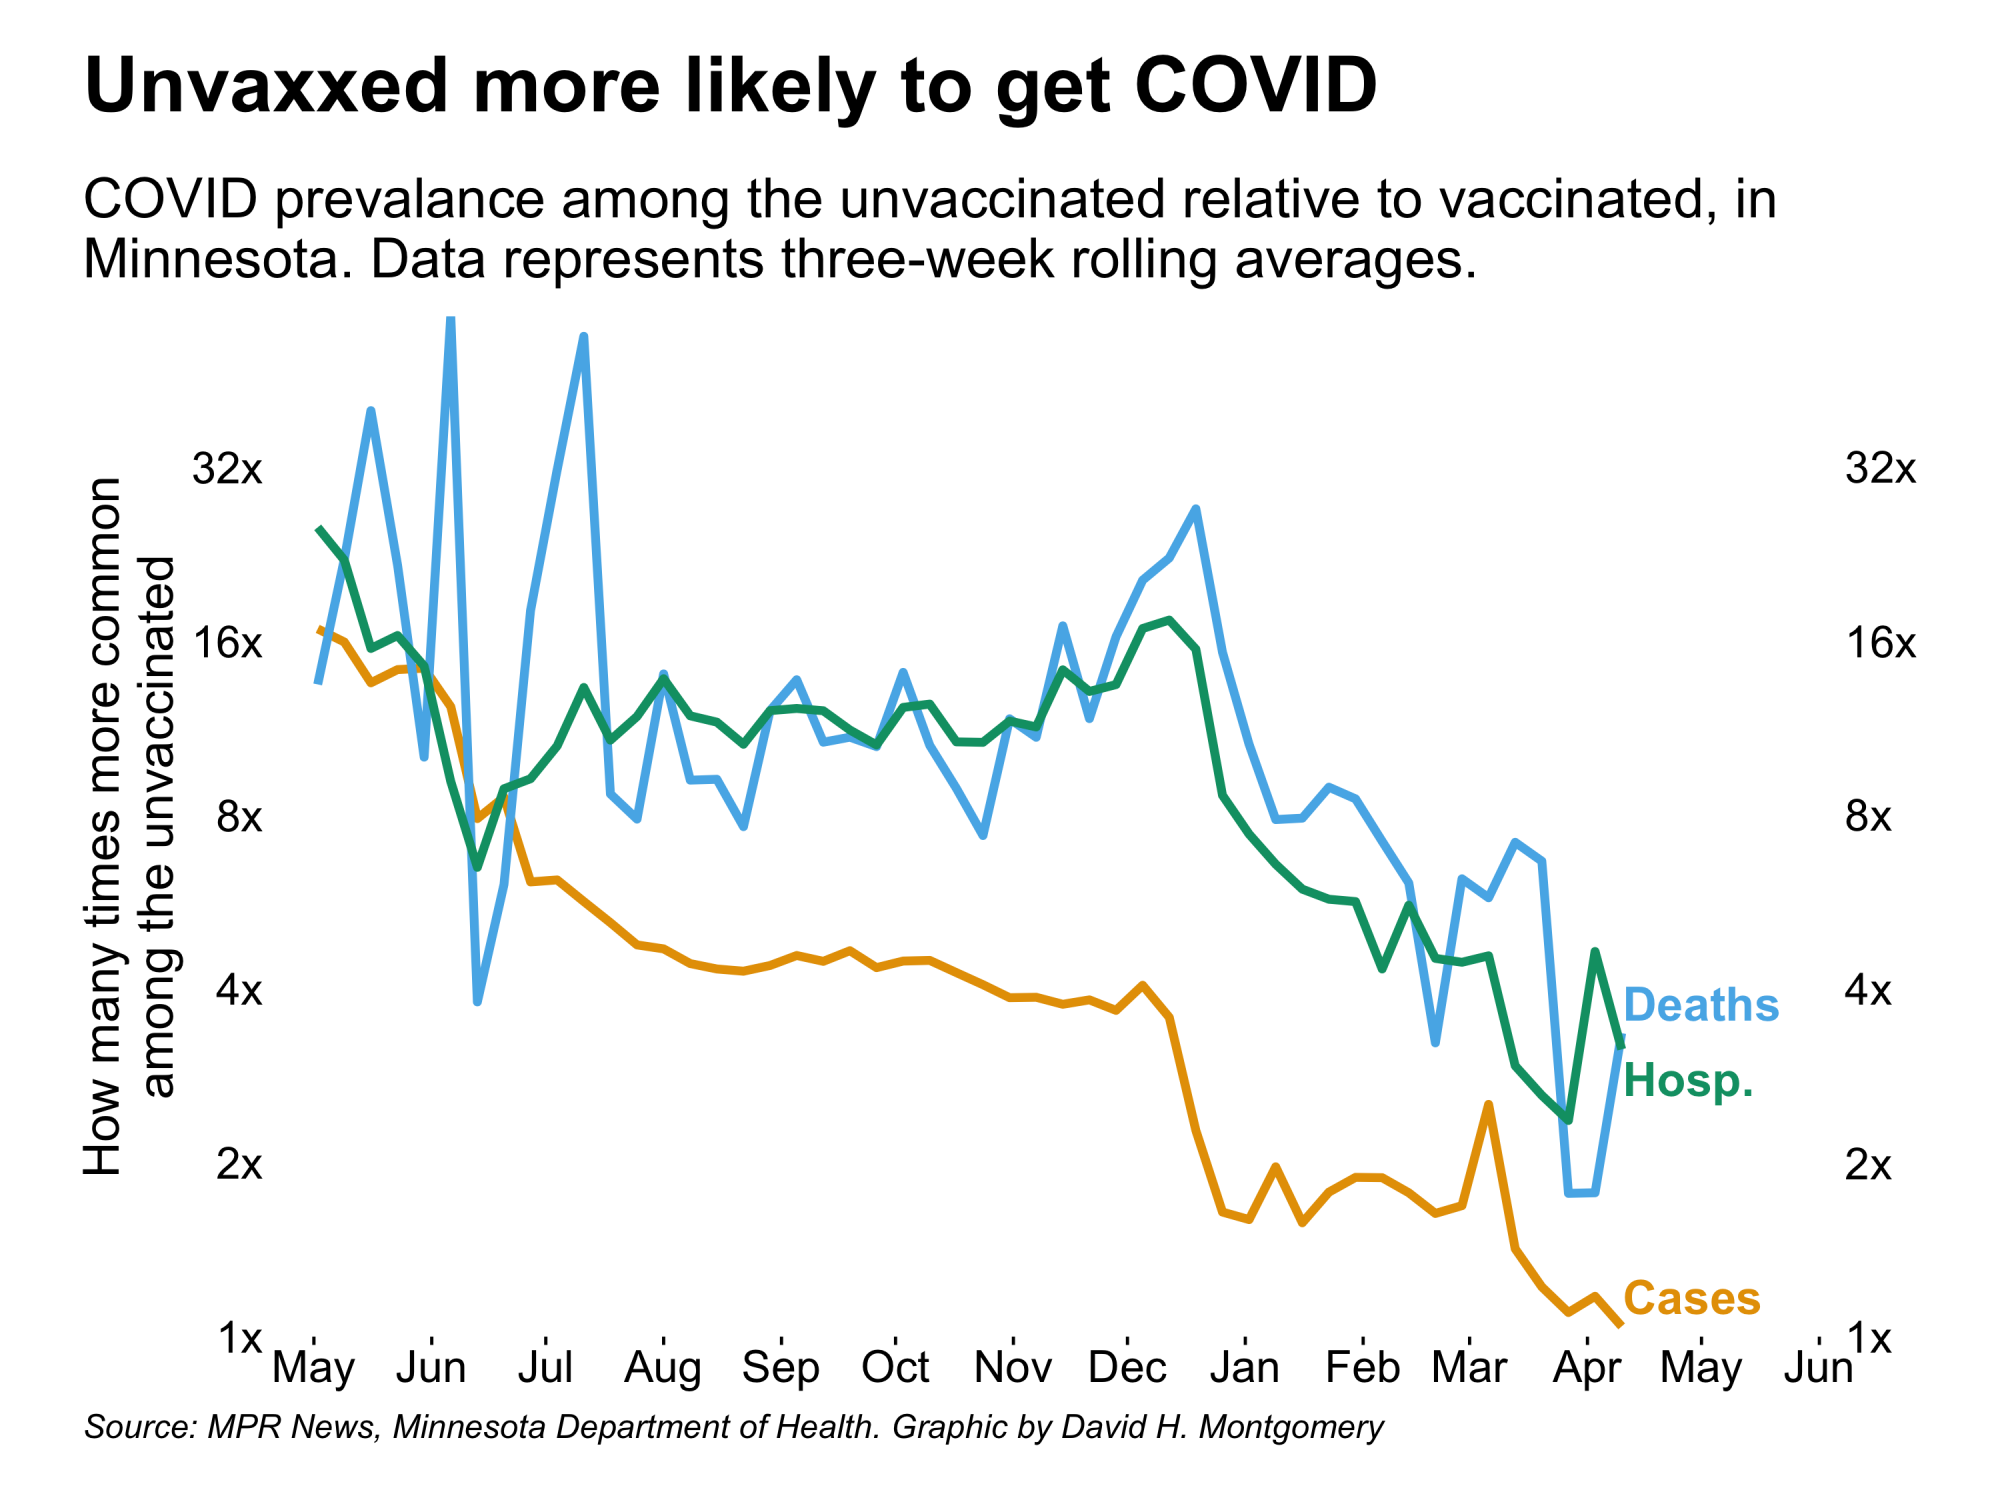 Unvaxxed more likely to get COVID
COVID prevalance among the unvaccinated relative to vaccinated, in
Minnesota. Data represents three-week rolling averages.
How many times more common
among the unvaccinated
32x
32x
16x
16x
8x
8x
4x
4x
2x
2x
1x
1x
Deaths
Hosp.
Cases
May Jun Jul Aug Sep Oct Nov Dec Jan Feb Mar Apr May Jun
Source: MPR News, Minnesota Department of Health. Graphic by David H. Montgomery